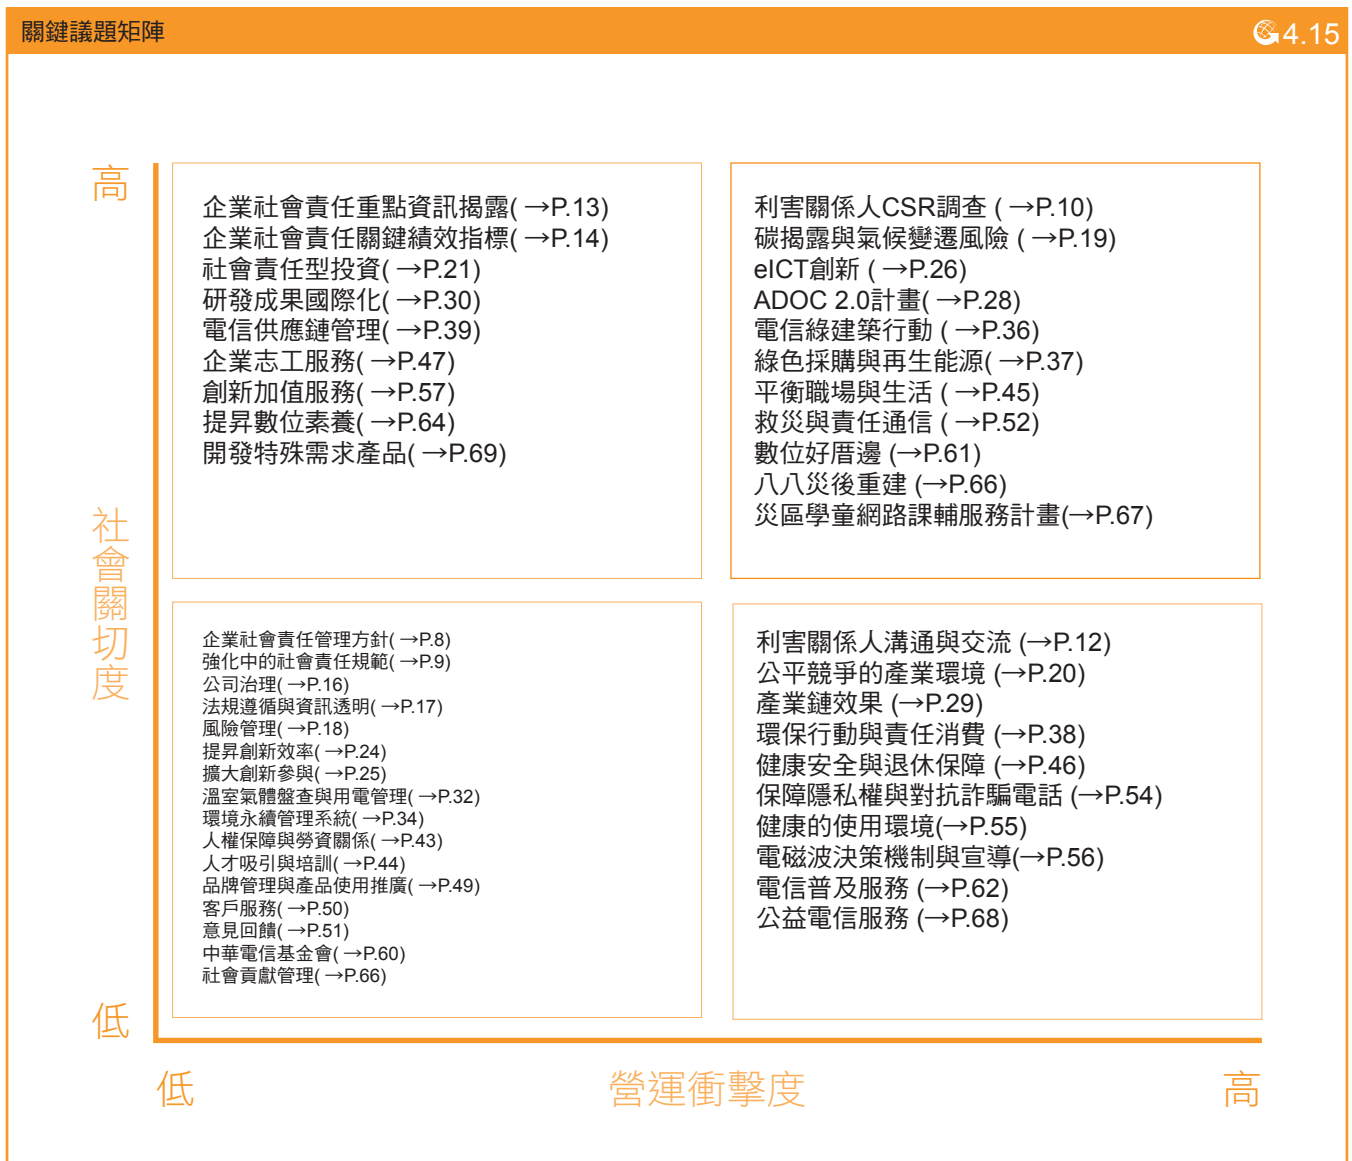 關鍵議題矩陣
4.15
高
企業社會責任重點資訊揭露( →P.13)
企業社會責任關鍵績效指標( →P.14)
社會責任型投資( →P.21)
研發成果國際化( →P.30)
電信供應鏈管理( →P.39)
企業志工服務( →P.47)
創新加值服務( →P.57)
提昇數位素養( →P.64)
開發特殊需求產品( →P.69)
利害關係人CSR調查 ( →P.10)
碳揭露與氣候變遷風險 ( →P.19)
eICT創新 ( →P.26)
ADOC 2.0計畫( →P.28)
電信綠建築行動 ( →P.36)
綠色採購與再生能源( →P.37)
平衡職場與生活 ( →P.45)
救災與責任通信 ( →P.52)
數位好厝邊 (→P.61)
八八災後重建 (→P.66)
災區學童網路課輔服務計畫(→P.67)
社會關切度
企業社會責任管理方針( →P.8)
強化中的社會責任規範( →P.9)
公司治理( →P.16)
法規遵循與資訊透明( →P.17)
風險管理( →P.18)
提昇創新效率( →P.24)
擴大創新參與( →P.25)
溫室氣體盤查與用電管理( →P.32)
環境永續管理系統( →P.34)
人權保障與勞資關係( →P.43)
人才吸引與培訓( →P.44)
品牌管理與產品使用推廣( →P.49)
客戶服務( →P.50)
意見回饋( →P.51)
中華電信基金會( →P.60)
社會貢獻管理( →P.66)
利害關係人溝通與交流 (→P.12)
公平競爭的產業環境 (→P.20)
產業鏈效果 (→P.29)
環保行動與責任消費 (→P.38)
健康安全與退休保障 (→P.46)
保障隱私權與對抗詐騙電話 (→P.54)
健康的使用環境(→P.55)
電磁波決策機制與宣導(→P.56)
電信普及服務 (→P.62)
公益電信服務 (→P.68)
低
低
營運衝擊度
高